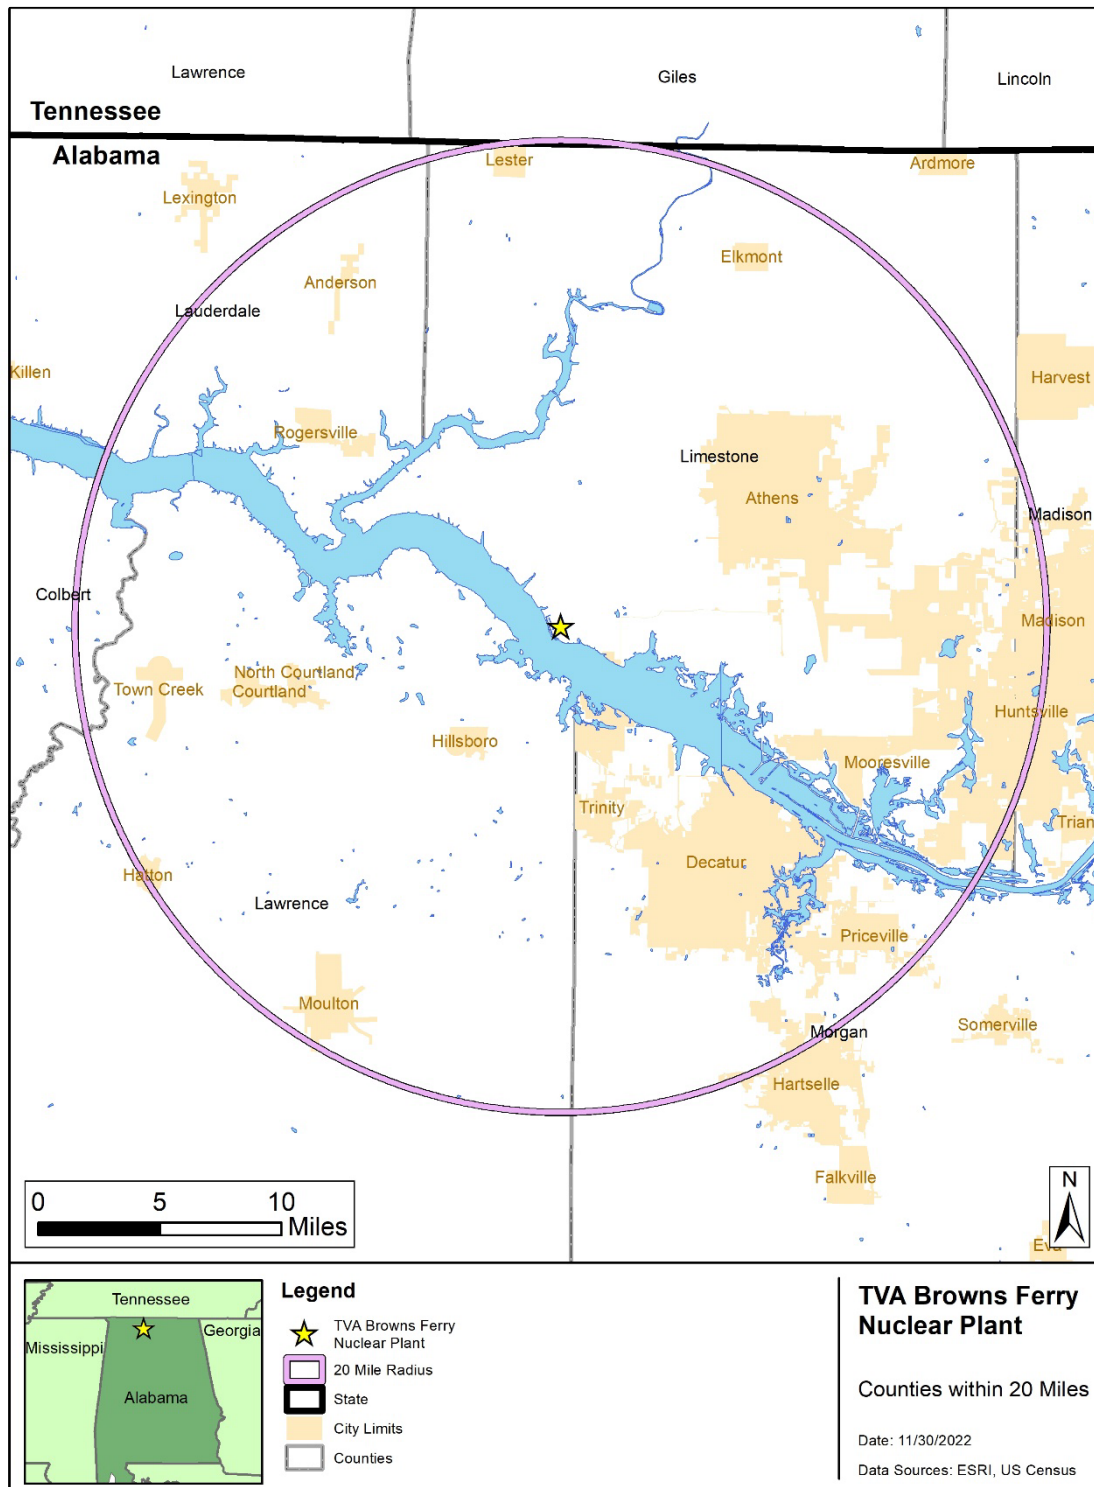 Lawrence
Giles
Lincoln
Tennessee
Alabama
Lester
Ardmore
Lexington
Elkmont
Anderson
Lauderdale
Killen
Harvest
Rogersville
Limestone
Athens
Madison
Colbert
Madison
North Courtland
Courtland
Town Creek
Huntsville
Hillsboro
Mooresville
Trinity
Trian
Decatur
Hatton
Lawrence
Priceville
Moulton
Somerville
Morgan
Hartselle
Falkville
N
0 5 10
Miles
Eva
Tennessee
Mississippi
Georgia
Alabama
Legend
TVA Browns Ferry
Nuclear Plant
20 Mile Radius
State
City Limits
Counties
TVA Browns Ferry
Nuclear Plant
Counties within 20 Miles
Date: 11/30/2022
Data Sources: ESRI, US Census